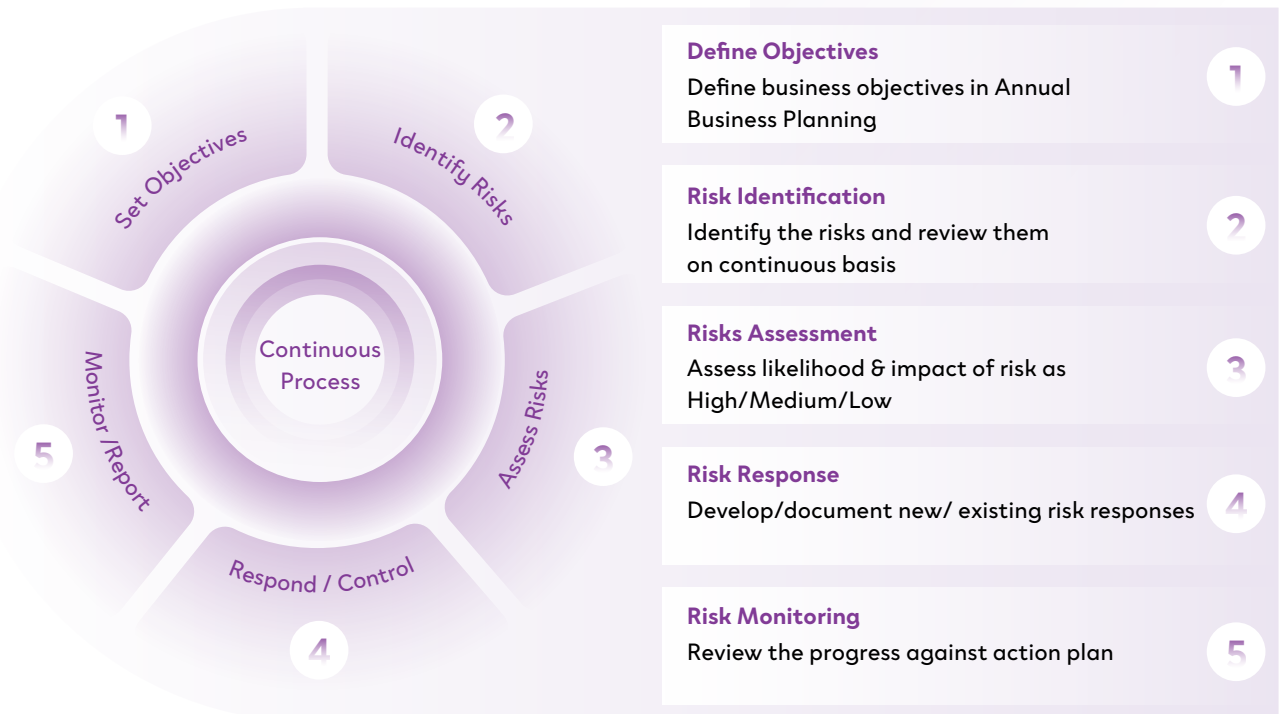 1
Set Objectives
2
Identify Risks
3
Assess Risks
4
Respond / Control
5
Monitor /Report
Continuous
Process
Define Objectives
Define business objectives in Annual
Business Planning
1
Risk Identification
Identify the risks and review them
on continuous basis
2
Risks Assessment
Assess likelihood & impact of risk as
High/Medium/Low
3
Risk Response
Develop/document new/ existing risk responses
4
Risk Monitoring
Review the progress against action plan
5